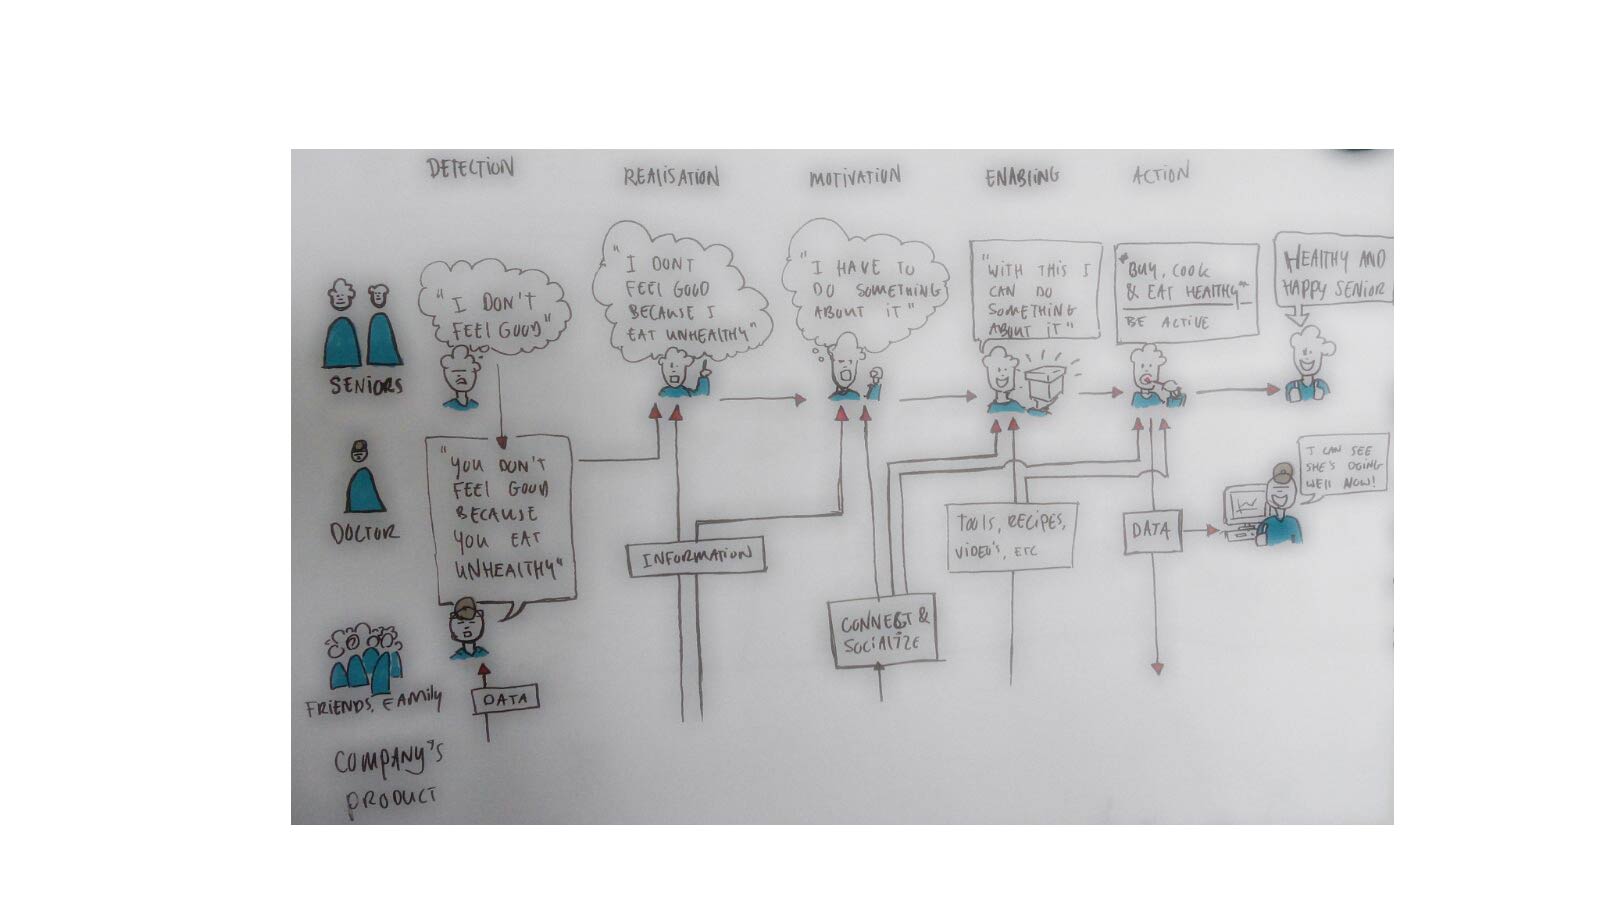 DETECTION
REALISATION
MOTIVATION
ENABLING
ACTION
SENIORS
"I DON'T
FEEL GOOD"
"I DONT
FEEL GOOD
BECAUSE I
EAT UNHEALTHY"
"I HAVE TO
DO SOMETHING
ABOUT IT"
"WITH THIS I
CAN DO
SOMETHING
ABOUT IT"
"BUY, COOK
& EAT HEALTHY"
BE ACTIVE
HEALTHY AND
HAPPY SENIOR
DOCTOR
"YOU DON'T
FEEL GOOD
BECAUSE
YOU EAT
UNHEALTHY"
INFORMATION
CONNECT &
SOCIALIZE
TOOLS, RECIPES,
VIDEO'S, ETC
DATA
I CAN SEE
SHE'S DOING
WELL NOW!
FRIENDS, FAMILY
DATA
COMPANY'S
PRODUCT